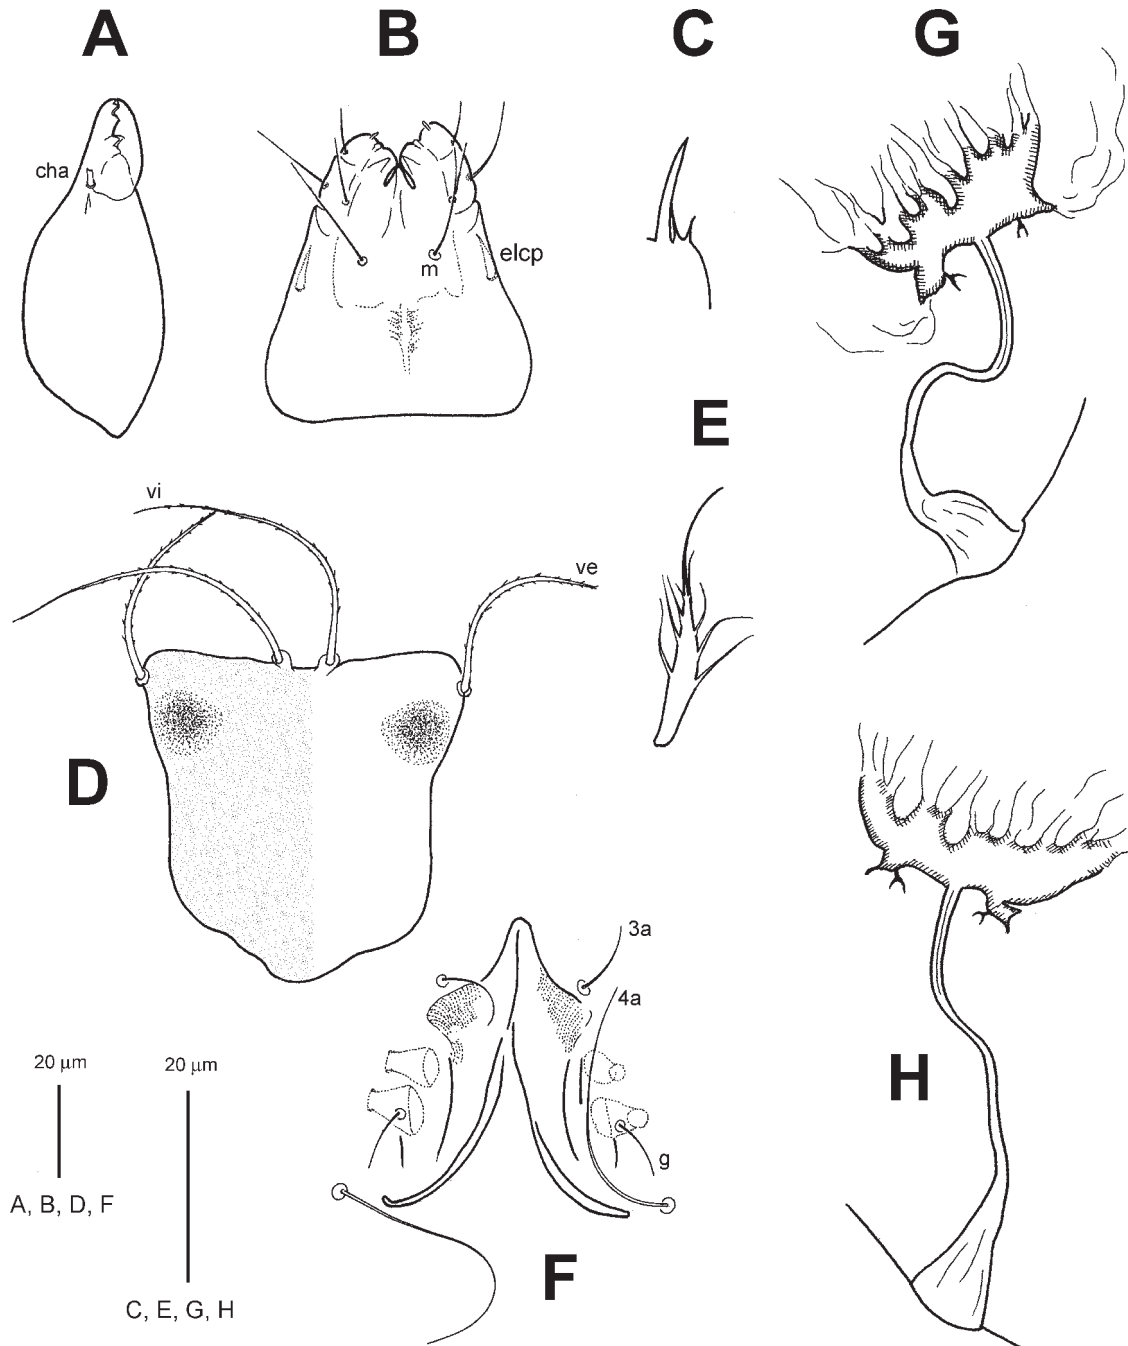 A
B
C
G
cha
m
elcp
E
vi
ve
D
3a
4a
20 μm
20 μm
H
g
A, B, D, F
F
C, E, G, H